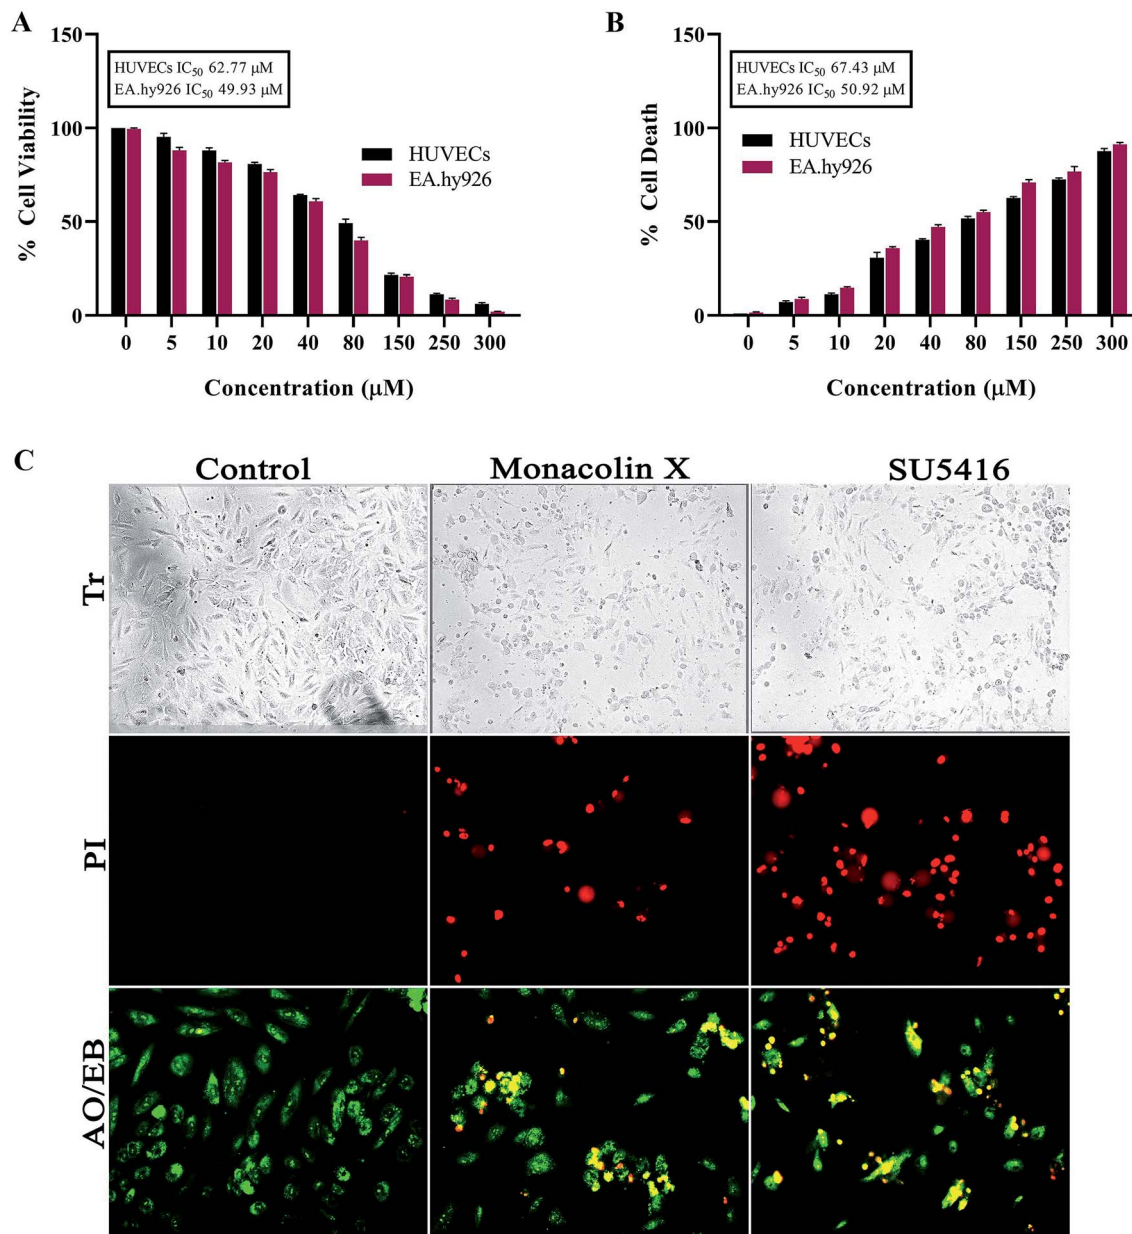 A
150
HUVECs IC50 62.77 μM
EA.hy926 IC50 49.93 μM
100
HUVECs
EA.hy926
50
0
% Cell Viability
0 5 10 20 40 80 150 250 300
Concentration (μM)
B
150
HUVECs IC50 67.43 μM
EA.hy926 IC50 50.92 μM
100
HUVECs
EA.hy926
50
0
% Cell Death
0 5 10 20 40 80 150 250 300
Concentration (μM)
C
Control Monacolin X SU5416
Tr
PI
AO/EB